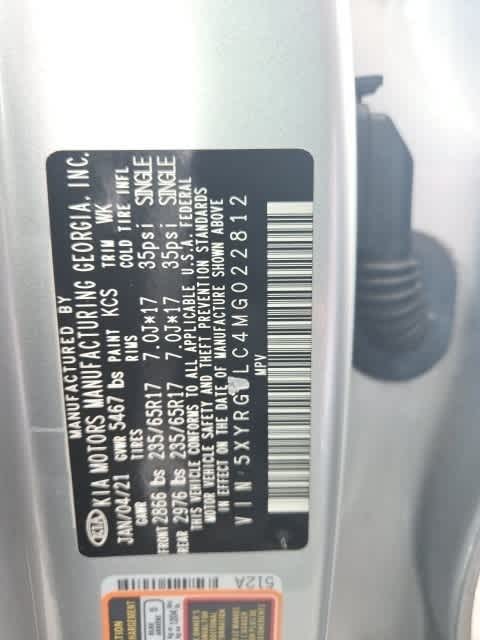 MANUFACTURED BY
KIA KIA MOTORS MANUFACTURING GEORGIA, INC.
JAN/04/21 GVWR 5467 lbs PAINT KCS TRIM WK
GAWR TIRES RIMS COLD TIRE INFL
FRONT 2866 lbs 235/65R17 7.0J*17 35psi SINGLE
REAR 2976 lbs 235/65R17 7.0J*17 35psi SINGLE
THIS VEHICLE CONFORMS TO ALL APPLICABLE U.S.A. FEDERAL
MOTOR VEHICLE SAFETY AND THEFT PREVENTION STANDARDS
IN EFFECT ON THE DATE OF MANUFACTURE SHOWN ABOVE
VIN:5XYRG LC4MG022812
MPV
512A